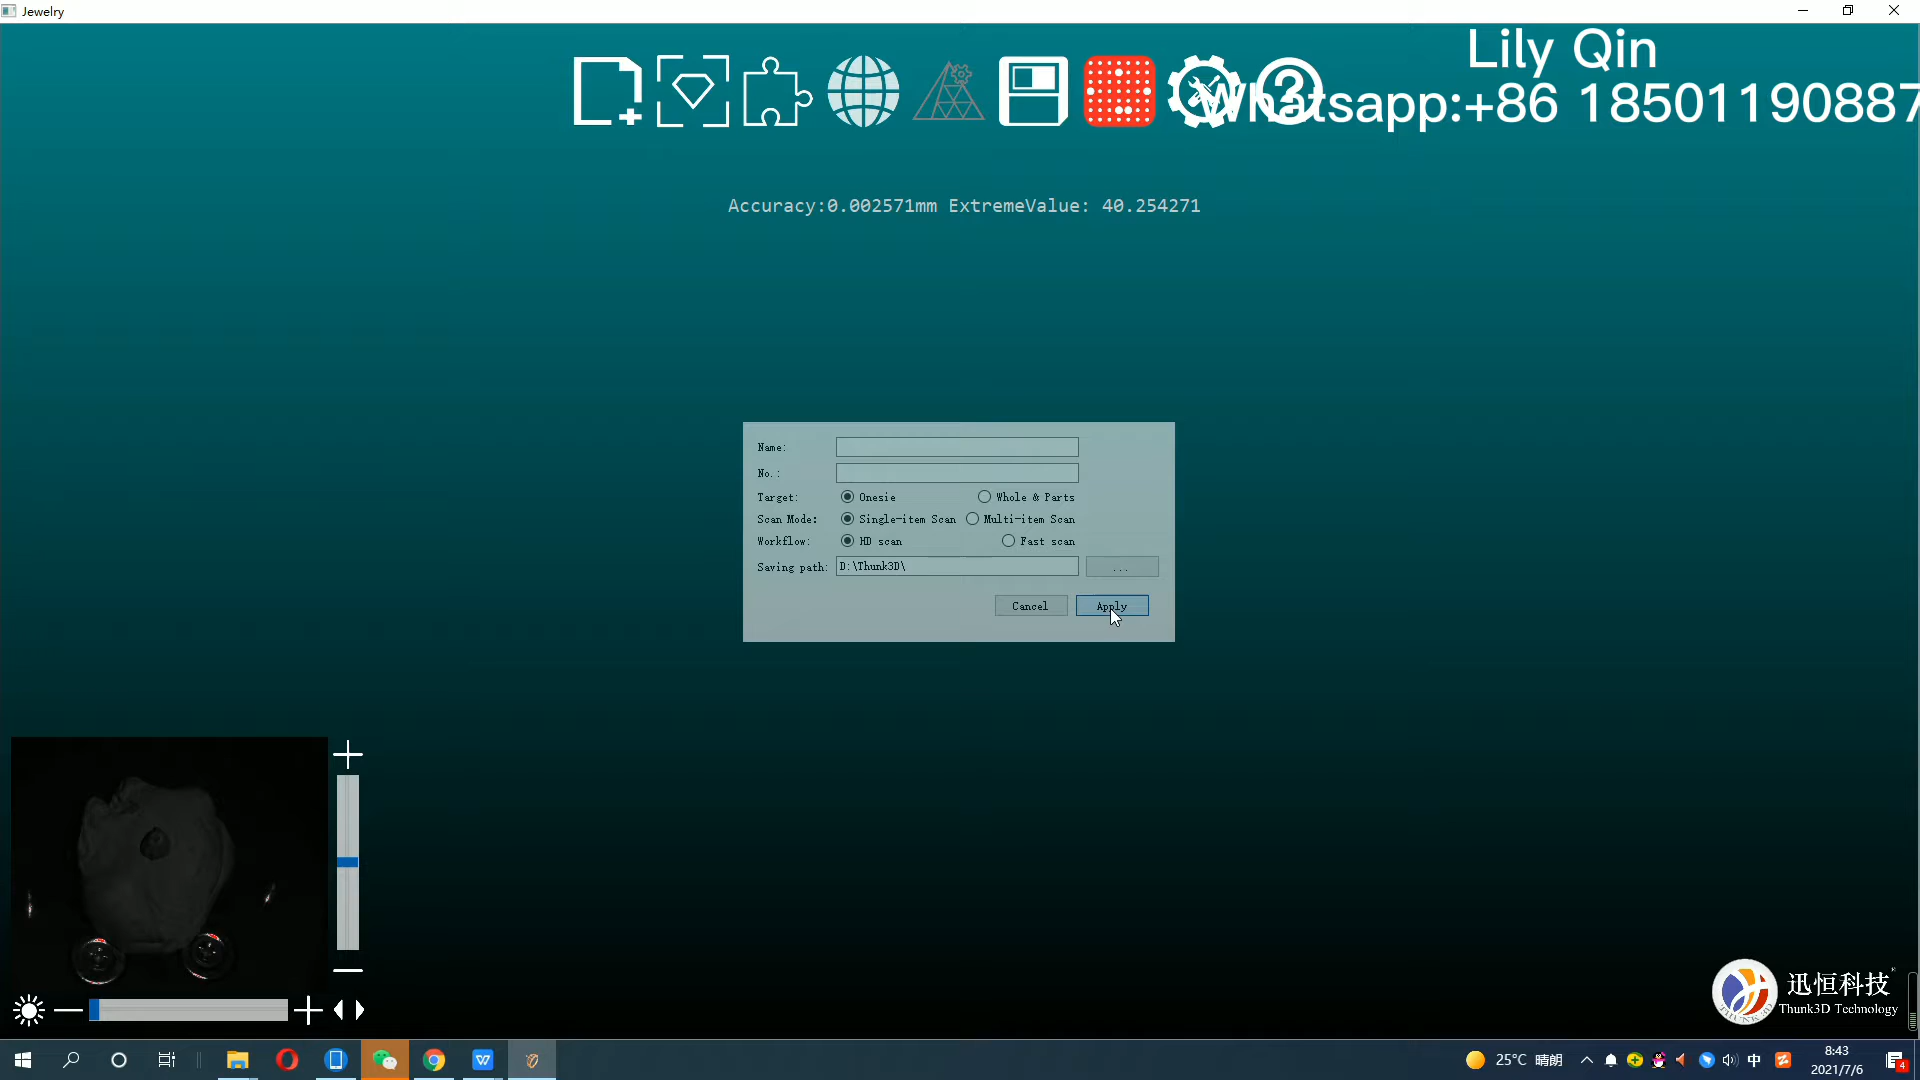 Jewelry
Lily Qin
Whatsapp:+86 18501190887
Accuracy:0.002571mm ExtremeValue: 40.254271
Name:
No.:
Target: Onesie Whole & Parts
Scan Mode: Single-item Scan Multi-item Scan
Workflow: HD scan Fast scan
Saving path: D:\Thunk3D\ ...
Cancel Apply
迅恒科技
Thunk3D Technology
25°C 晴朗
中
8:43
2021/7/6
4